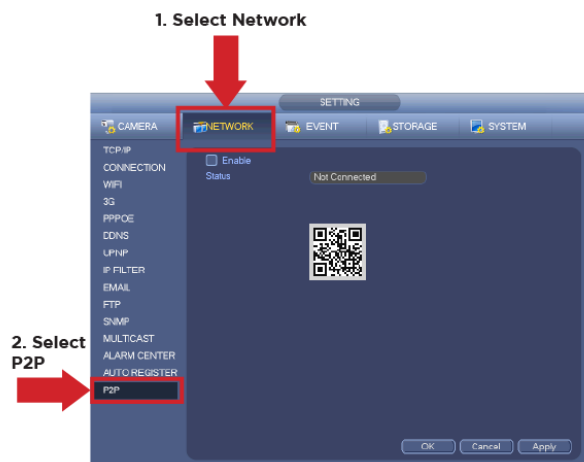 1. Select Network
SETTING
CAMERA NETWORK EVENT STORAGE SYSTEM
TCP/IP
CONNECTION
WIFI
3G
PPPOE
DDNS
UPNP
IP FILTER
EMAIL
FTP
SNMP
MULTICAST
ALARM CENTER
AUTO REGISTER
P2P
Enable
Status Not Connected
2. Select
P2P
OK Cancel Apply